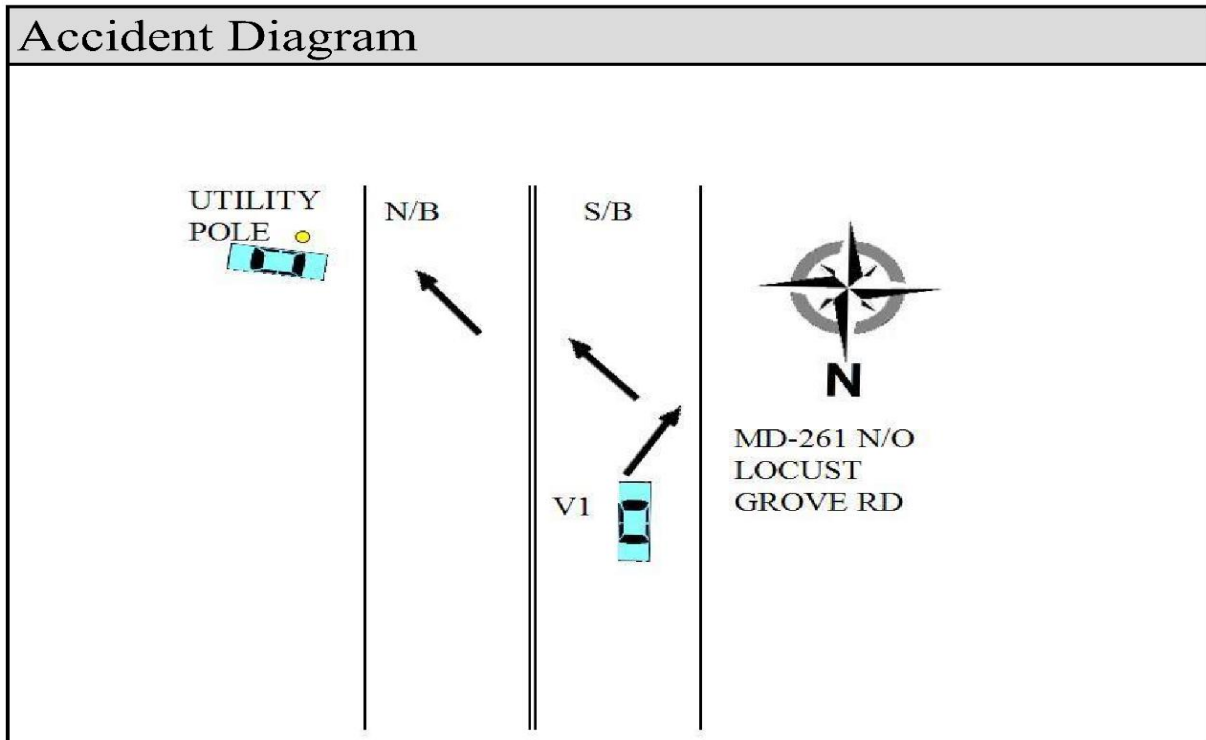 Accident Diagram
UTILITY
POLE
N/B
S/B
N
MD-261 N/O
LOCUST
GROVE RD
V1